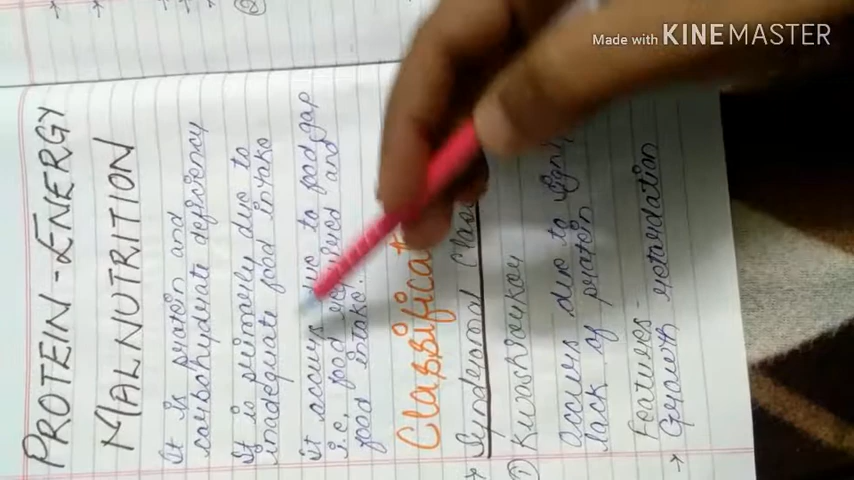 Made with KINEMASTER
PROTEIN-ENERGY
MALNUTRITION
It is protein and
carbohydrate deficiency
It is primerly due to
inadequate food intake
It occurs due to food gap
i.e. food required and
food intake.
Classificat
→ Syndromal Class
① Kwashiorkor
Occurs due to
lack of protein
Features-
→ Growth retardation